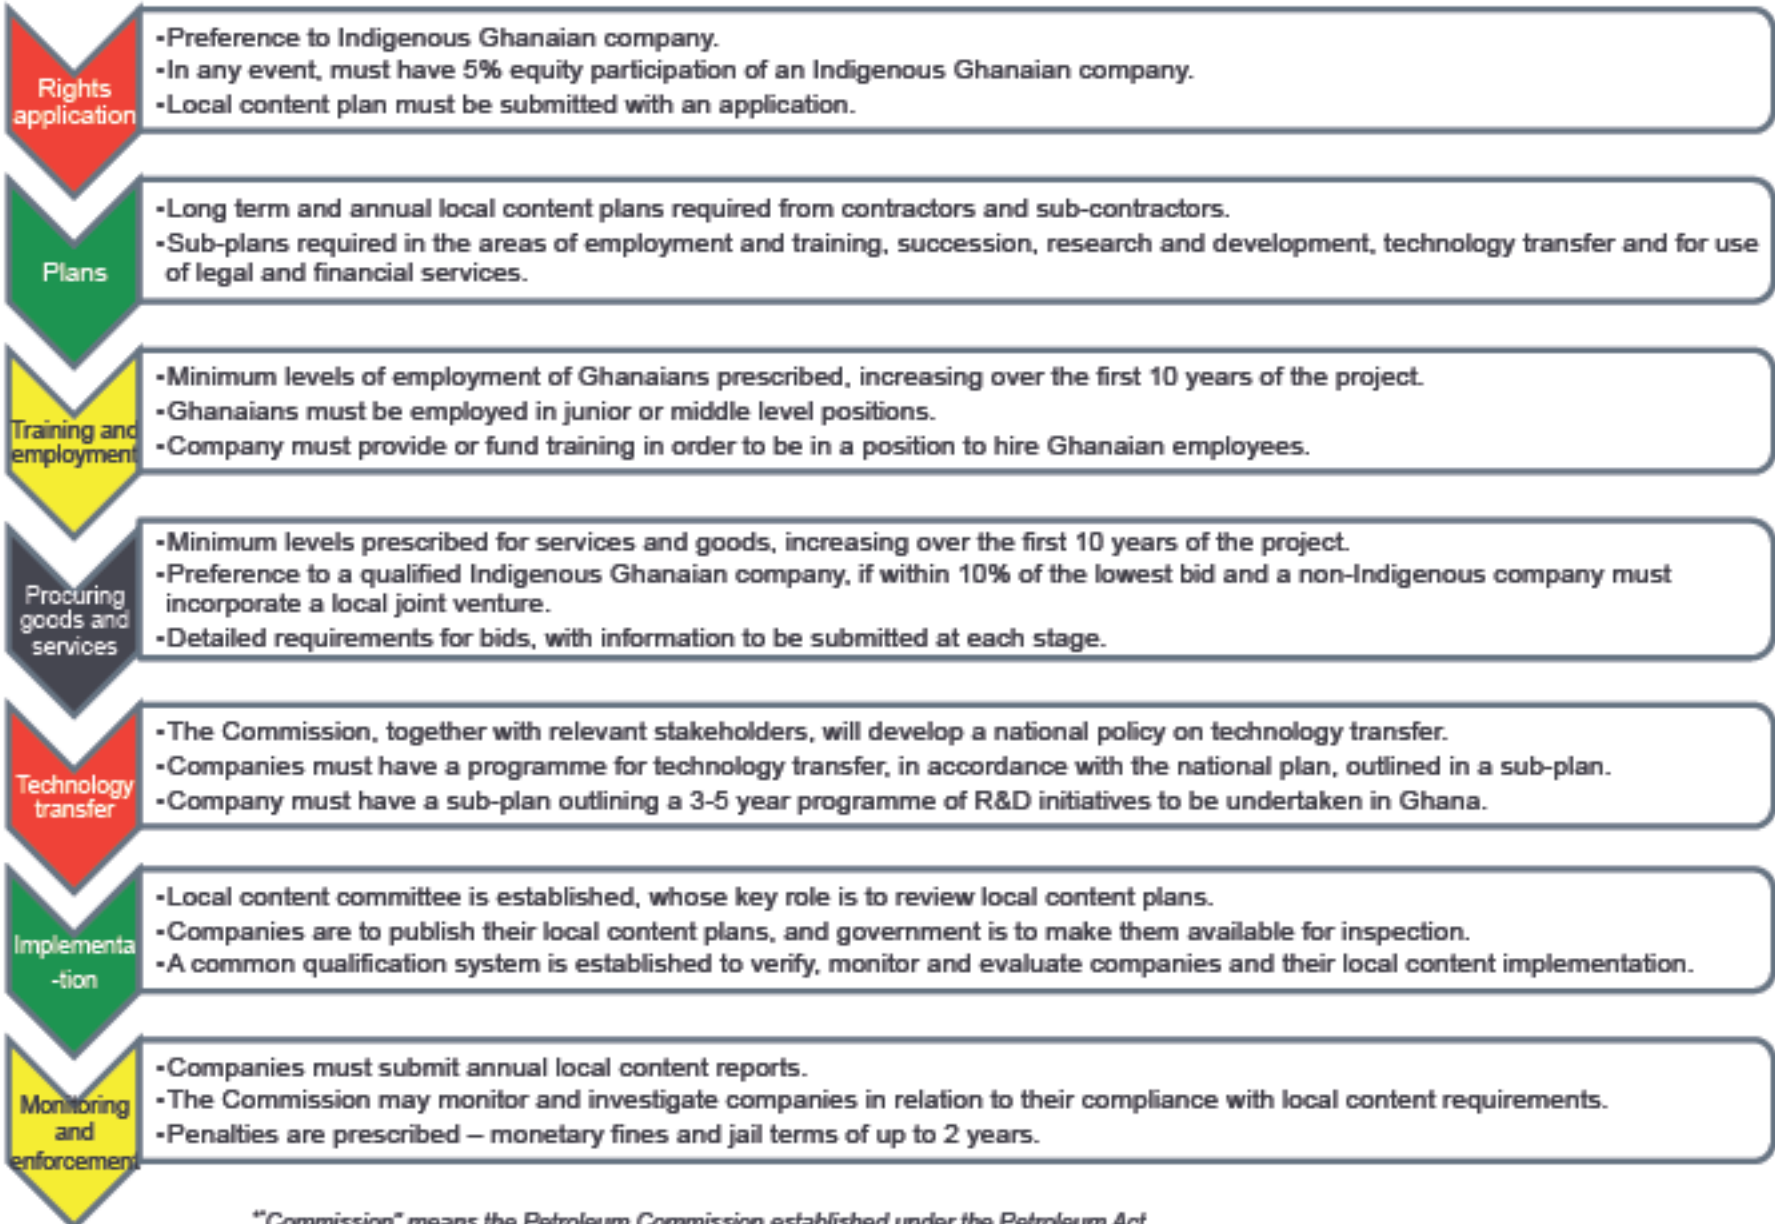 Rights
application
▪Preference to Indigenous Ghanaian company.
▪In any event, must have 5% equity participation of an Indigenous Ghanaian company.
▪Local content plan must be submitted with an application.
Plans
▪Long term and annual local content plans required from contractors and sub-contractors.
▪Sub-plans required in the areas of employment and training, succession, research and development, technology transfer and for use
of legal and financial services.
Training and
employment
▪Minimum levels of employment of Ghanaians prescribed, increasing over the first 10 years of the project.
▪Ghanaians must be employed in junior or middle level positions.
▪Company must provide or fund training in order to be in a position to hire Ghanaian employees.
Procuring
goods and
services
▪Minimum levels prescribed for services and goods, increasing over the first 10 years of the project.
▪Preference to a qualified Indigenous Ghanaian company, if within 10% of the lowest bid and a non-Indigenous company must
incorporate a local joint venture.
▪Detailed requirements for bids, with information to be submitted at each stage.
Technology
transfer
▪The Commission, together with relevant stakeholders, will develop a national policy on technology transfer.
▪Companies must have a programme for technology transfer, in accordance with the national plan, outlined in a sub-plan.
▪Company must have a sub-plan outlining a 3-5 year programme of R&D initiatives to be undertaken in Ghana.
Implementa
-tion
▪Local content committee is established, whose key role is to review local content plans.
▪Companies are to publish their local content plans, and government is to make them available for inspection.
▪A common qualification system is established to verify, monitor and evaluate companies and their local content implementation.
Monitoring
and
enforcement
▪Companies must submit annual local content reports.
▪The Commission may monitor and investigate companies in relation to their compliance with local content requirements.
▪Penalties are prescribed – monetary fines and jail terms of up to 2 years.
*"Commission" means the Petroleum Commission established under the Petroleum Act